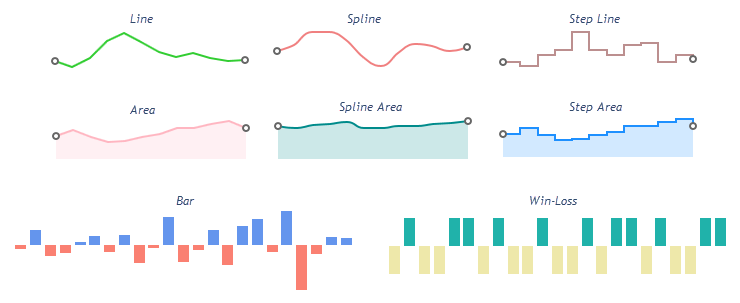 Line
Spline
Step Line
Area
Spline Area
Step Area
Bar
Win-Loss